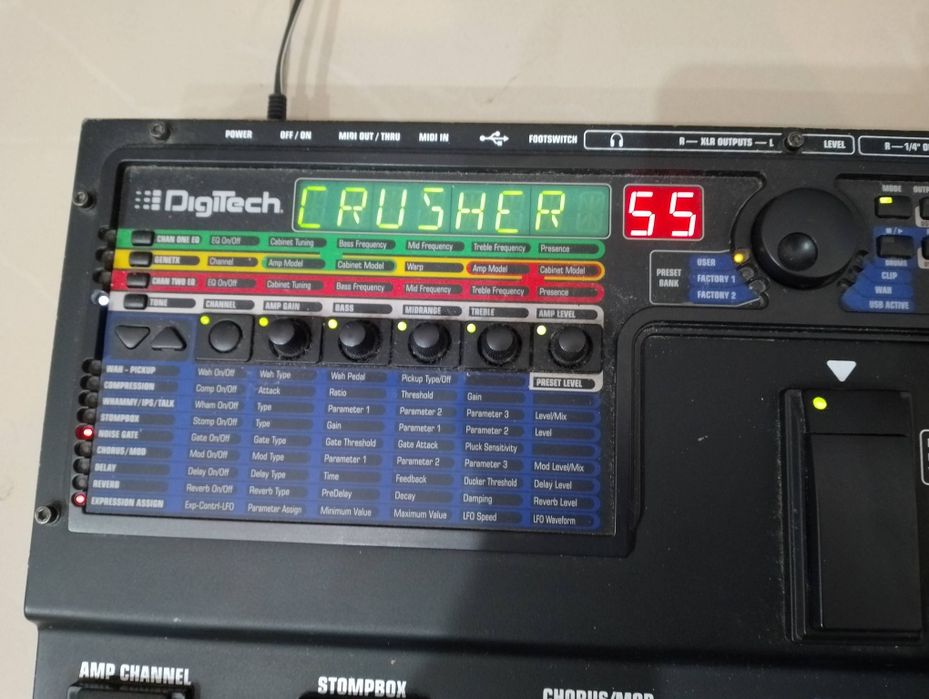 POWER OFF / ON MIDI OUT / THRU MIDI IN FOOTSWITCH R — XLR OUTPUTS — L LEVEL R — 1/4"
DigiTech CRUSHER 55 MODE
CHAN ONE EQ EQ On/Off Cabinet Tuning Bass Frequency Mid Frequency Treble Frequency Presence
GENETX Channel Amp Model Cabinet Model Warp Amp Model Cabinet Model
CHAN TWO EQ EQ On/Off Cabinet Tuning Bass Frequency Mid Frequency Treble Frequency Presence
TONE CHANNEL AMP GAIN BASS MIDRANGE TREBLE AMP LEVEL
PRESET BANK
USER
FACTORY 1
FACTORY 2
DRUMS
CLIP
WAH
USB ACTIVE
PRESET LEVEL
WAH - PICKUP Wah On/Off Wah Type Wah Pedal Pickup Type/Off
COMPRESSION Comp On/Off Attack Ratio Threshold Gain
WHAMMY/IPS/TALK Wham On/Off Type Parameter 1 Parameter 2 Parameter 3 Level/Mix
STOMPBOX Stomp On/Off Type Gain Parameter 1 Parameter 2 Level
NOISE GATE Gate On/Off Gate Type Gate Threshold Gate Attack Pluck Sensitivity
CHORUS/MOD Mod On/Off Mod Type Parameter 1 Parameter 2 Parameter 3 Mod Level/Mix
DELAY Delay On/Off Delay Type Time Feedback Ducker Threshold Delay Level
REVERB Reverb On/Off Reverb Type PreDelay Decay Damping Reverb Level
EXPRESSION ASSIGN Exp-Contrl-LFO Parameter Assign Minimum Value Maximum Value LFO Speed LFO Waveform
AMP CHANNEL STOMPBOX CHORUS/MOD